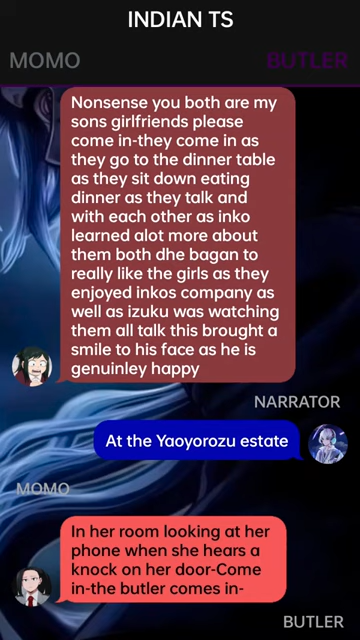 INDIAN TS
MOMO
BUTLER
Nonsense you both are my
sons girlfriends please
come in-they come in as
they go to the dinner table
as they sit down eating
dinner as they talk and
with each other as inko
learned alot more about
them both dhe bagan to
really like the girls as they
enjoyed inkos company as
well as izuku was watching
them all talk this brought a
smile to his face as he is
genuinley happy
NARRATOR
At the Yaoyorozu estate
MOMO
In her room looking at her
phone when she hears a
knock on her door-Come
in-the butler comes in-
BUTLER